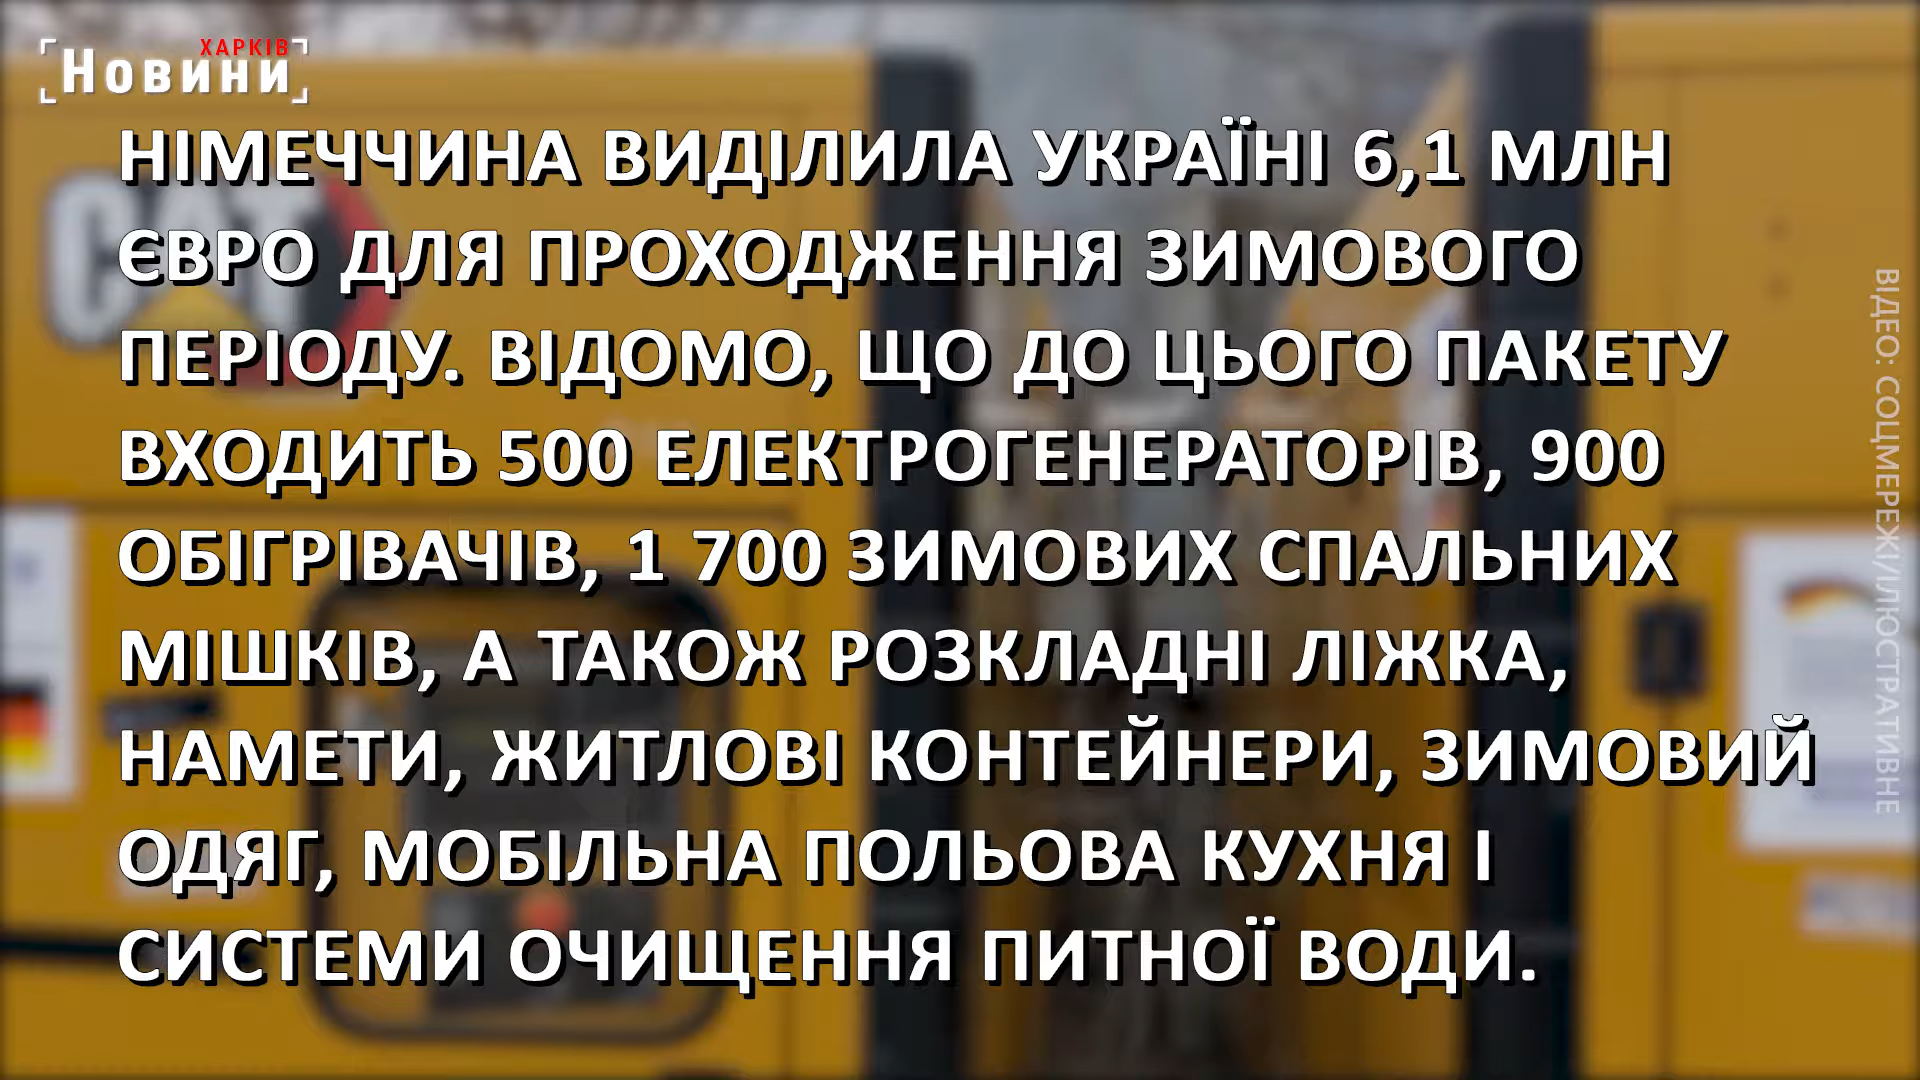 ХАРКІВ
Новини
НІМЕЧЧИНА ВИДІЛИЛА УКРАЇНІ 6,1 МЛН
ЄВРО ДЛЯ ПРОХОДЖЕННЯ ЗИМОВОГО
ПЕРІОДУ. ВІДОМО, ЩО ДО ЦЬОГО ПАКЕТУ
ВХОДИТЬ 500 ЕЛЕКТРОГЕНЕРАТОРІВ, 900
ОБІГРІВАЧІВ, 1 700 ЗИМОВИХ СПАЛЬНИХ
МІШКІВ, А ТАКОЖ РОЗКЛАДНІ ЛІЖКА,
НАМЕТИ, ЖИТЛОВІ КОНТЕЙНЕРИ, ЗИМОВИЙ
ОДЯГ, МОБІЛЬНА ПОЛЬОВА КУХНЯ І
СИСТЕМИ ОЧИЩЕННЯ ПИТНОЇ ВОДИ.
ВІДЕО: СОЦМЕРЕЖІ/ІЛЮСТРАТИВНЕ
CAT